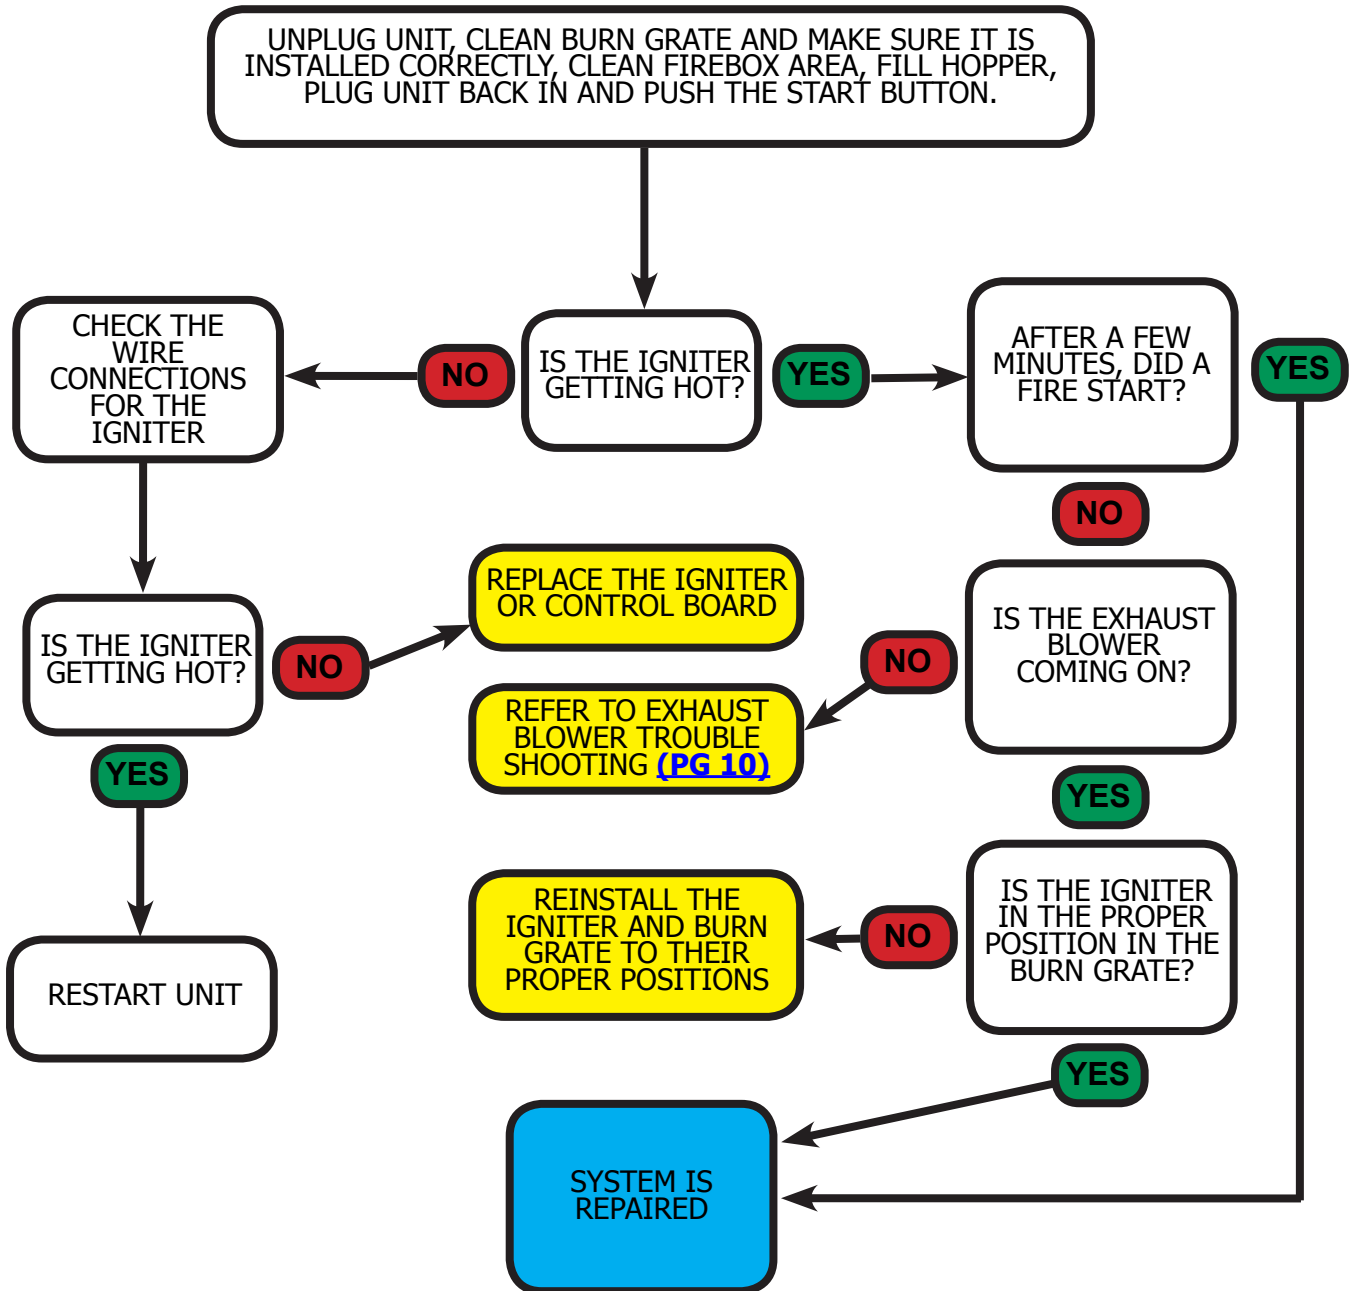 UNPLUG UNIT, CLEAN BURN GRATE AND MAKE SURE IT IS
INSTALLED CORRECTLY, CLEAN FIREBOX AREA, FILL HOPPER,
PLUG UNIT BACK IN AND PUSH THE START BUTTON.
CHECK THE
WIRE
CONNECTIONS
FOR THE
IGNITER
NO
IS THE IGNITER
GETTING HOT?
YES
AFTER A FEW
MINUTES, DID A
FIRE START?
YES
NO
IS THE IGNITER
GETTING HOT?
NO
REPLACE THE IGNITER
OR CONTROL BOARD
IS THE EXHAUST
BLOWER
COMING ON?
NO
REFER TO EXHAUST
BLOWER TROUBLE
SHOOTING (PG 10)
YES
YES
RESTART UNIT
REINSTALL THE
IGNITER AND BURN
GRATE TO THEIR
PROPER POSITIONS
NO
IS THE IGNITER
IN THE PROPER
POSITION IN THE
BURN GRATE?
YES
SYSTEM IS
REPAIRED